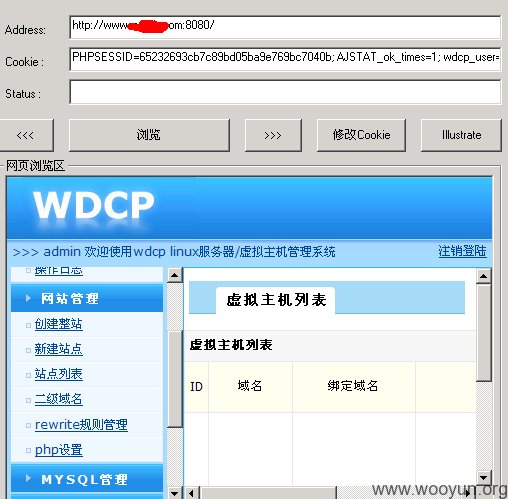 Address: http://www. om:8080/
Cookie : PHPSESSID=65232693cb7c89bd05ba9e769bc7040b; AJSTAT_ok_times=1; wdcp_user=
Status :
<<< 浏览 >>> 修改Cookie Illustrate
网页浏览区
WDCP
>>> admin 欢迎使用wdcp linux服务器/虚拟主机管理系统 注销登陆
操作日志
网站管理
创建整站
新建站点
站点列表
二级域名
rewrite规则管理
php设置
MYSQL管理
虚拟主机列表
虚拟主机列表
ID 域名 绑定域名
www.wooyun.org